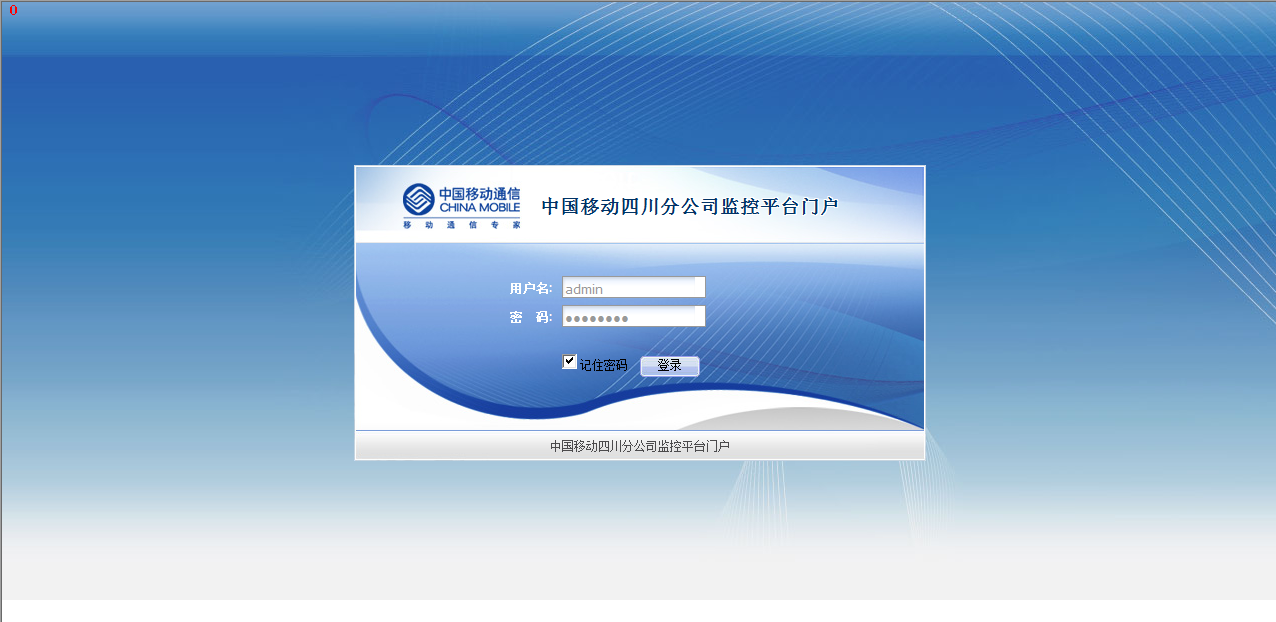 0
中国移动通信
CHINA MOBILE
移动通信专家
中国移动四川分公司监控平台门户
用户名: admin
密 码: ●●●●●●●●
记住密码 登录
中国移动四川分公司监控平台门户